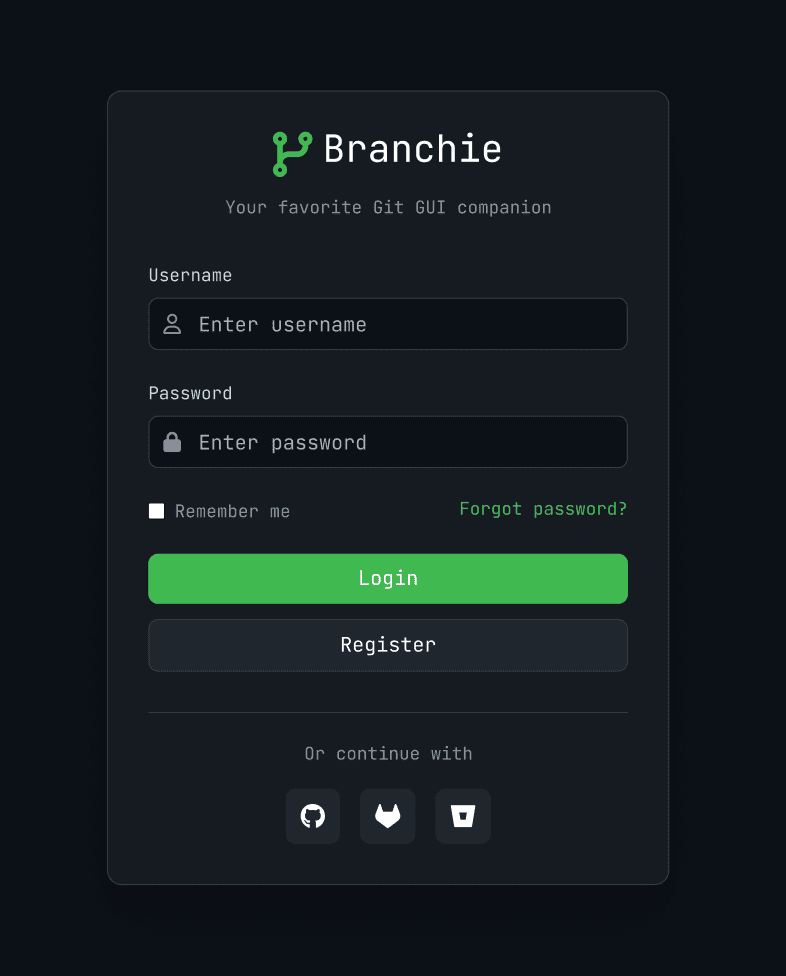 Branchie
Your favorite Git GUI companion
Username
Enter username
Password
Enter password
Remember me
Forgot password?
Login
Register
Or continue with